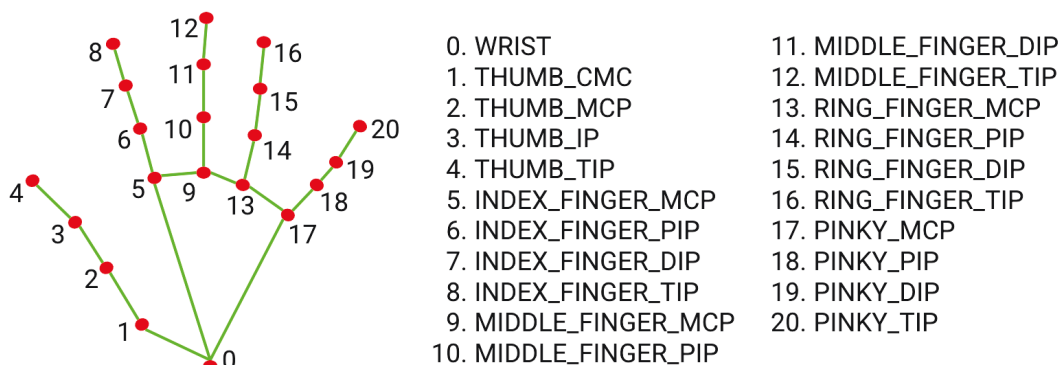 12
8
16
11
7
15
10
6
20
14
4
19
5
9
13
18
3
17
2
1
0
0. WRIST
1. THUMB_CMC
2. THUMB_MCP
3. THUMB_IP
4. THUMB_TIP
5. INDEX_FINGER_MCP
6. INDEX_FINGER_PIP
7. INDEX_FINGER_DIP
8. INDEX_FINGER_TIP
9. MIDDLE_FINGER_MCP
10. MIDDLE_FINGER_PIP
11. MIDDLE_FINGER_DIP
12. MIDDLE_FINGER_TIP
13. RING_FINGER_MCP
14. RING_FINGER_PIP
15. RING_FINGER_DIP
16. RING_FINGER_TIP
17. PINKY_MCP
18. PINKY_PIP
19. PINKY_DIP
20. PINKY_TIP